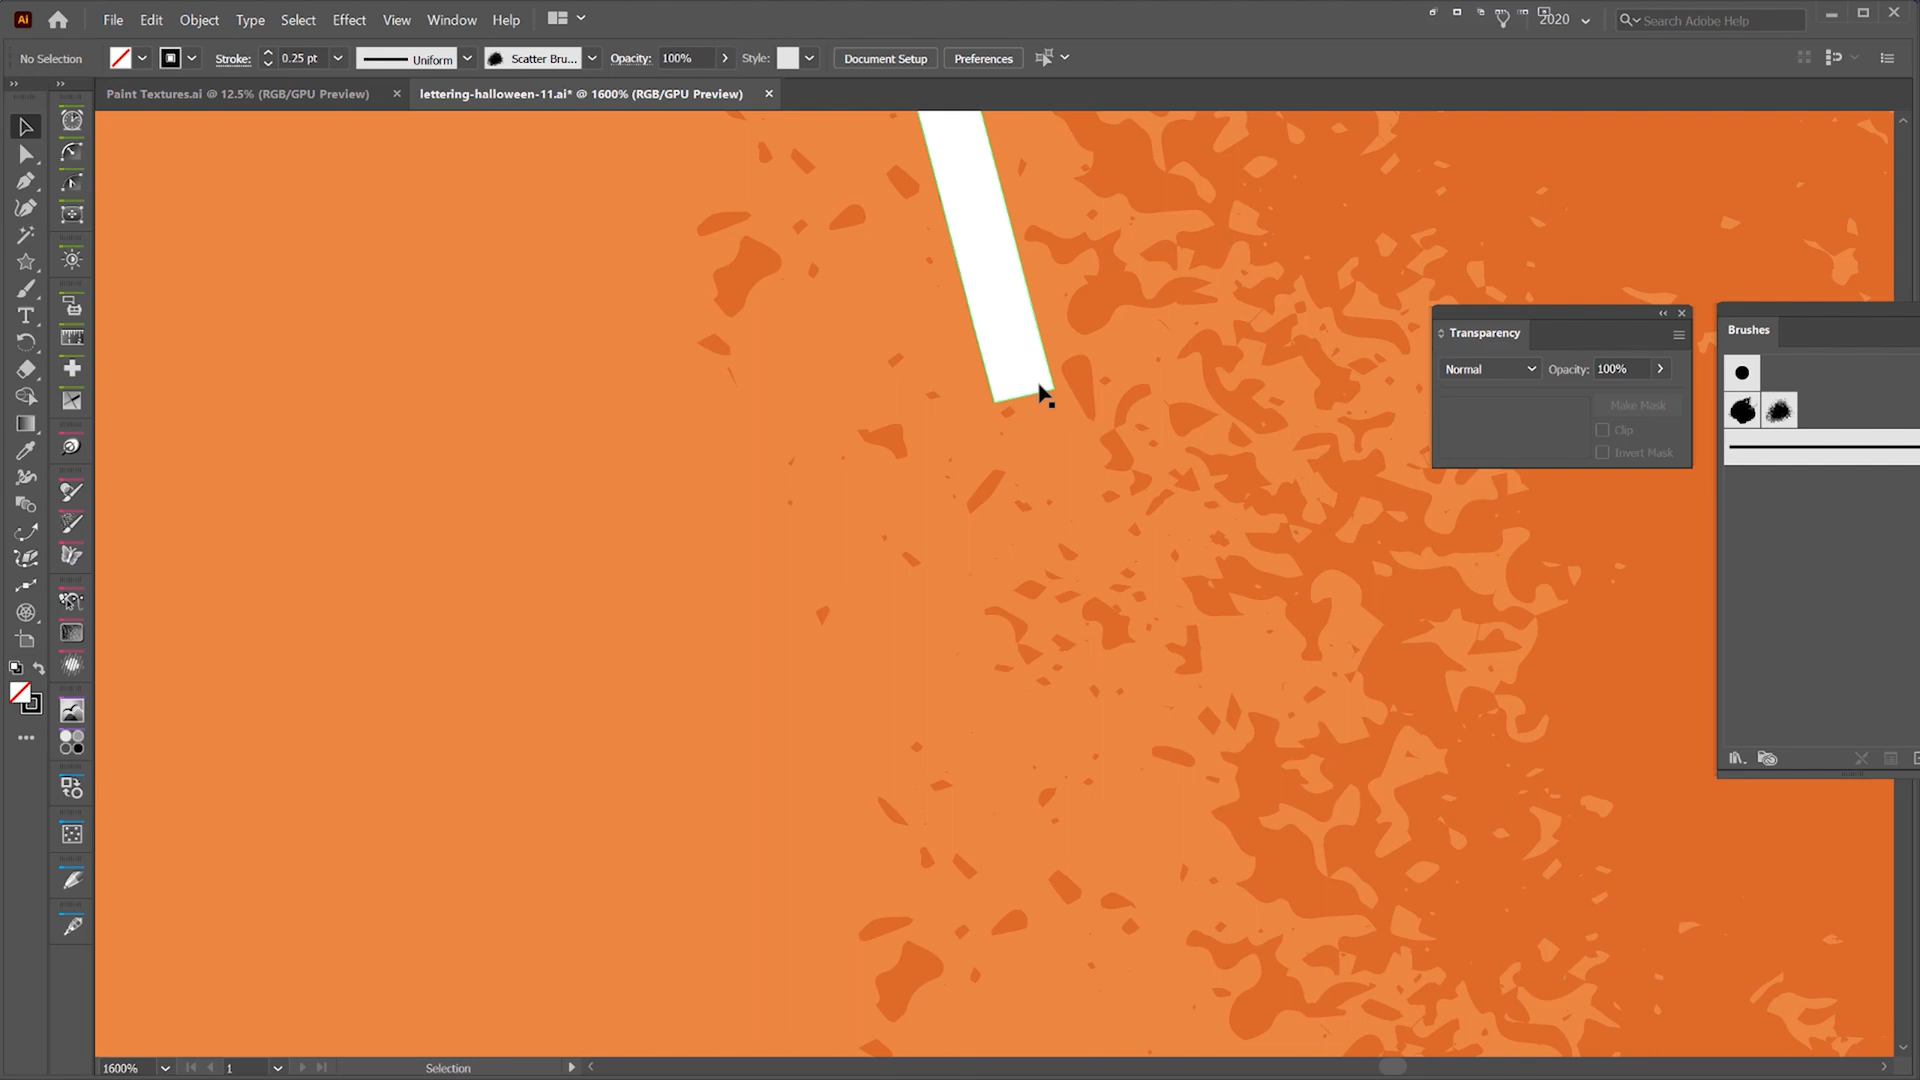 Ai File Edit Object Type Select Effect View Window Help 2020 Search Adobe Help
No Selection Stroke: 0.25 pt Uniform Scatter Bru... Opacity: 100% Style: Document Setup Preferences
Paint Textures.ai @ 12.5% (RGB/GPU Preview) lettering-halloween-11.ai* @ 1600% (RGB/GPU Preview)
Transparency
Normal Opacity: 100%
Make Mask
Clip
Invert Mask
Brushes
1600% 1 Selection